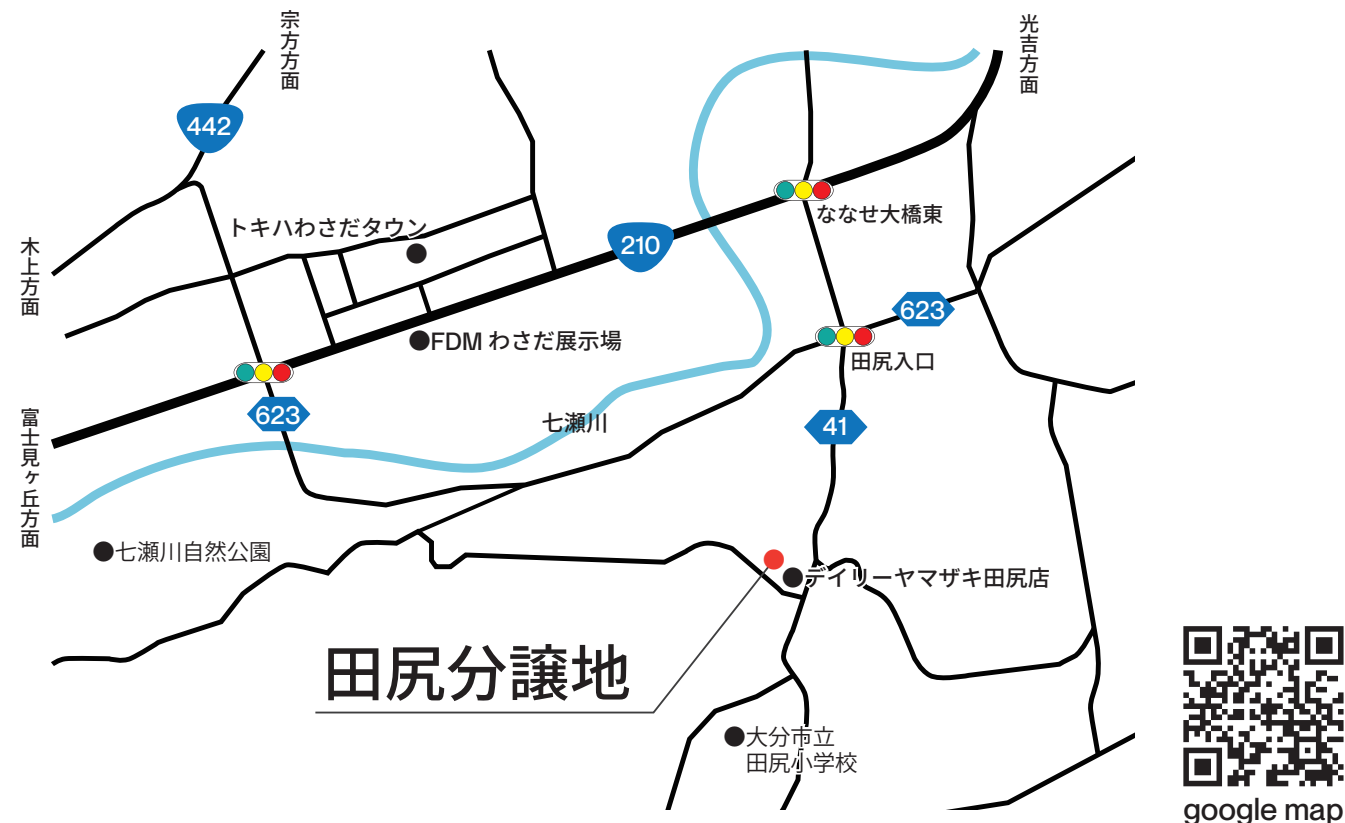 宗方方面
光吉方面
442
トキハわさだタウン
ななせ大橋東
木上方面
210
623
FDM わさだ展示場
田尻入口
623
七瀬川
41
富士見ヶ丘方面
七瀬川自然公園
デイリーヤマザキ田尻店
田尻分譲地
大分市立
田尻小学校
google map